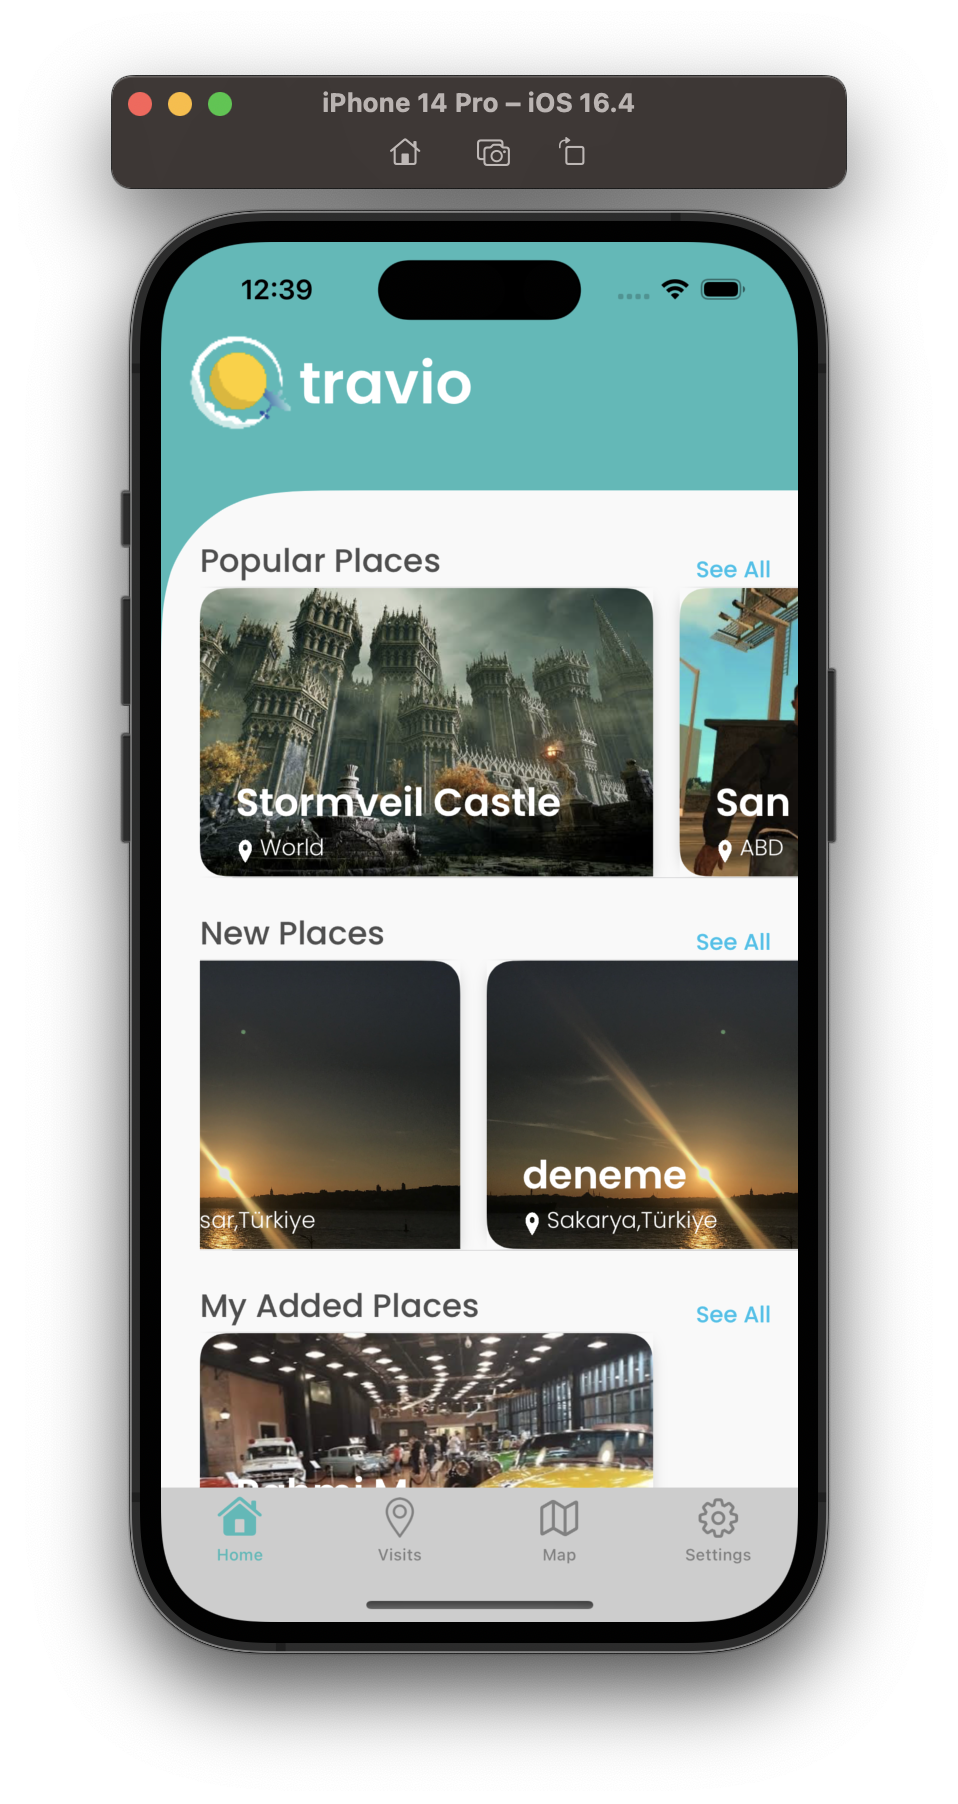 iPhone 14 Pro – iOS 16.4
12:39
travio
Popular Places
See All
Stormveil Castle
World
San
ABD
New Places
See All
sar,Türkiye
deneme
Sakarya,Türkiye
My Added Places
See All
Home
Visits
Map
Settings